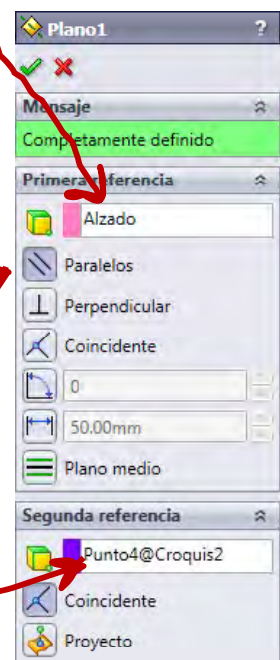 Plano1 ?
Mensaje
Completamente definido
Primera referencia
Alzado
Paralelos
Perpendicular
Coincidente
0
50.00mm
Plano medio
Segunda referencia
Punto4@Croquis2
Coincidente
Proyecto